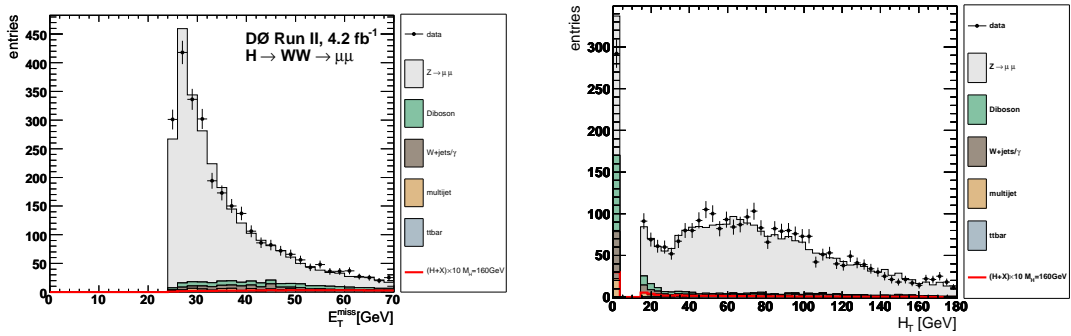 entries
450
400
350
300
250
200
150
100
50
0
0 10 20 30 40 50 60 70
E_T^miss [GeV]
DØ Run II, 4.2 fb⁻¹
H → WW → μμ
data
Z → μ μ
Diboson
W+jets/γ
multijet
ttbar
(H+X)×10 M_H=160GeV
entries
300
250
200
150
100
50
0
0 20 40 60 80 100 120 140 160 180
H_T [GeV]
data
Z → μ μ
Diboson
W+jets/γ
multijet
ttbar
(H+X)×10 M_H=160GeV